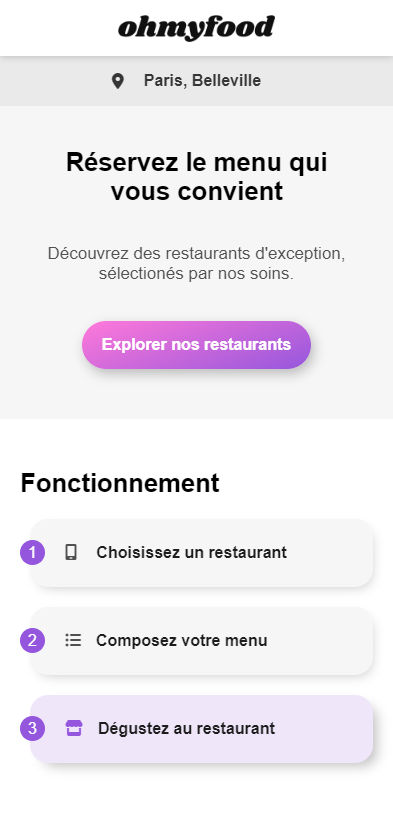 ohmyfood
Paris, Belleville
Réservez le menu qui
vous convient
Découvrez des restaurants d'exception,
sélectionés par nos soins.
Explorer nos restaurants
Fonctionnement
1 Choisissez un restaurant
2 Composez votre menu
3 Dégustez au restaurant